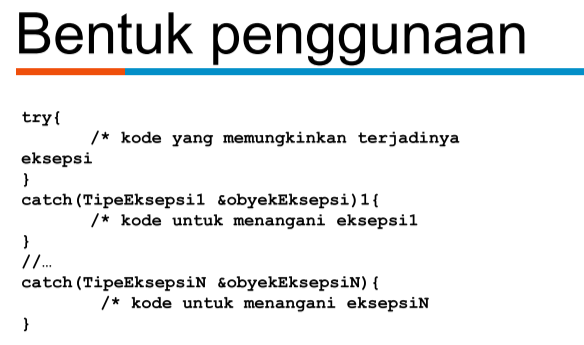 Bentuk penggunaan
try{
/* kode yang memungkinkan terjadinya
eksepsi
}
catch(TipeEksepsi1 &obyekEksepsi)1{
/* kode untuk menangani eksepsi1
}
//…
catch(TipeEksepsiN &obyekEksepsiN){
/* kode untuk menangani eksepsiN
}